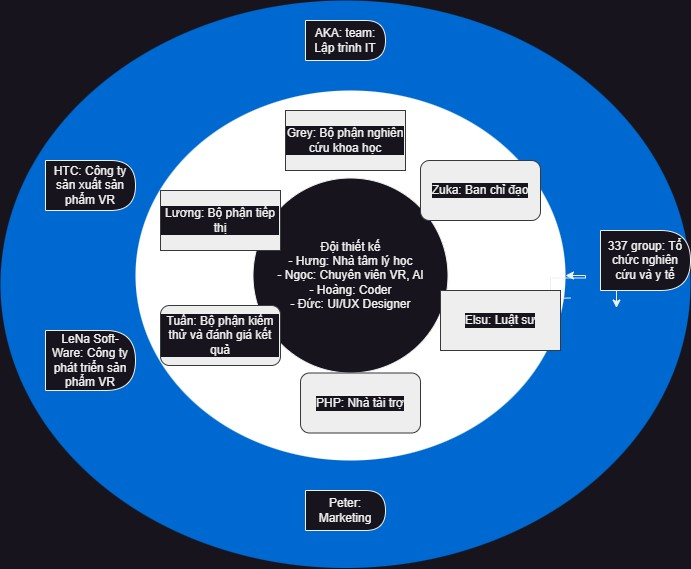 AKA: team:
Lập trình IT
Grey: Bộ phận nghiên
cứu khoa học
HTC: Công ty
sản xuất sản
phẩm VR
Zuka: Ban chỉ đạo
Lương: Bộ phận tiếp
thị
337 group: Tổ
chức nghiên
cứu và y tế
Đội thiết kế
- Hưng: Nhà tâm lý học
- Ngọc: Chuyên viên VR, AI
- Hoàng: Coder
- Đức: UI/UX Designer
Tuấn: Bộ phận kiểm
thử và đánh giá kết
quả
Elsu: Luật sư
LeNa Soft-
Ware: Công ty
phát triển sản
phẩm VR
PHP: Nhà tài trợ
Peter:
Marketing